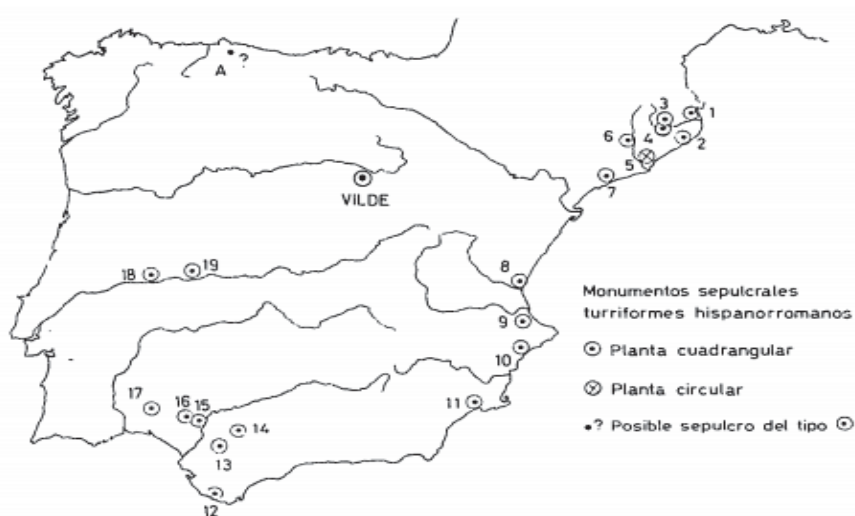 A ?
VILDE
1
2
3
4
5
6
7
8
9
10
11
12
13
14
15
16
17
18
19
Monumentos sepulcrales
turriformes hispanorromanos
Planta cuadrangular
Planta circular
? Posible sepulcro del tipo